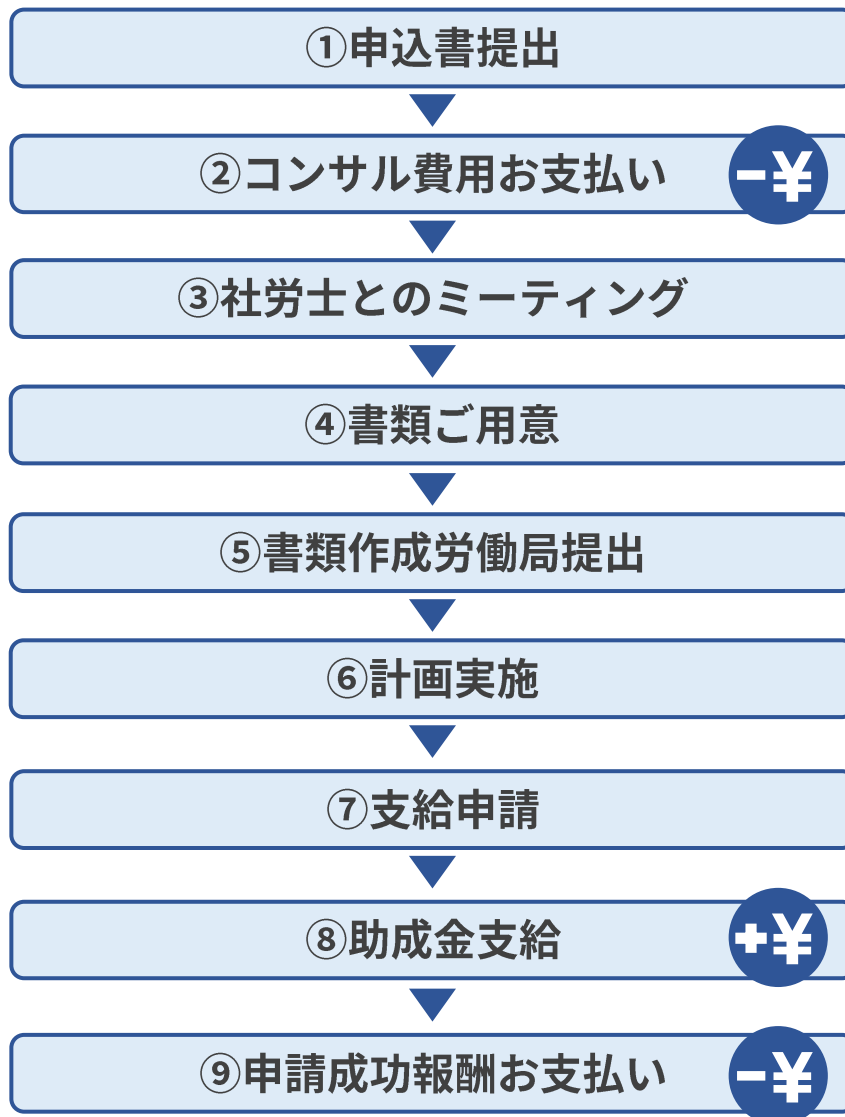 ①申込書提出
②コンサル費用お支払い
-¥
③社労士とのミーティング
④書類ご用意
⑤書類作成労働局提出
⑥計画実施
⑦支給申請
⑧助成金支給
+¥
⑨申請成功報酬お支払い
-¥